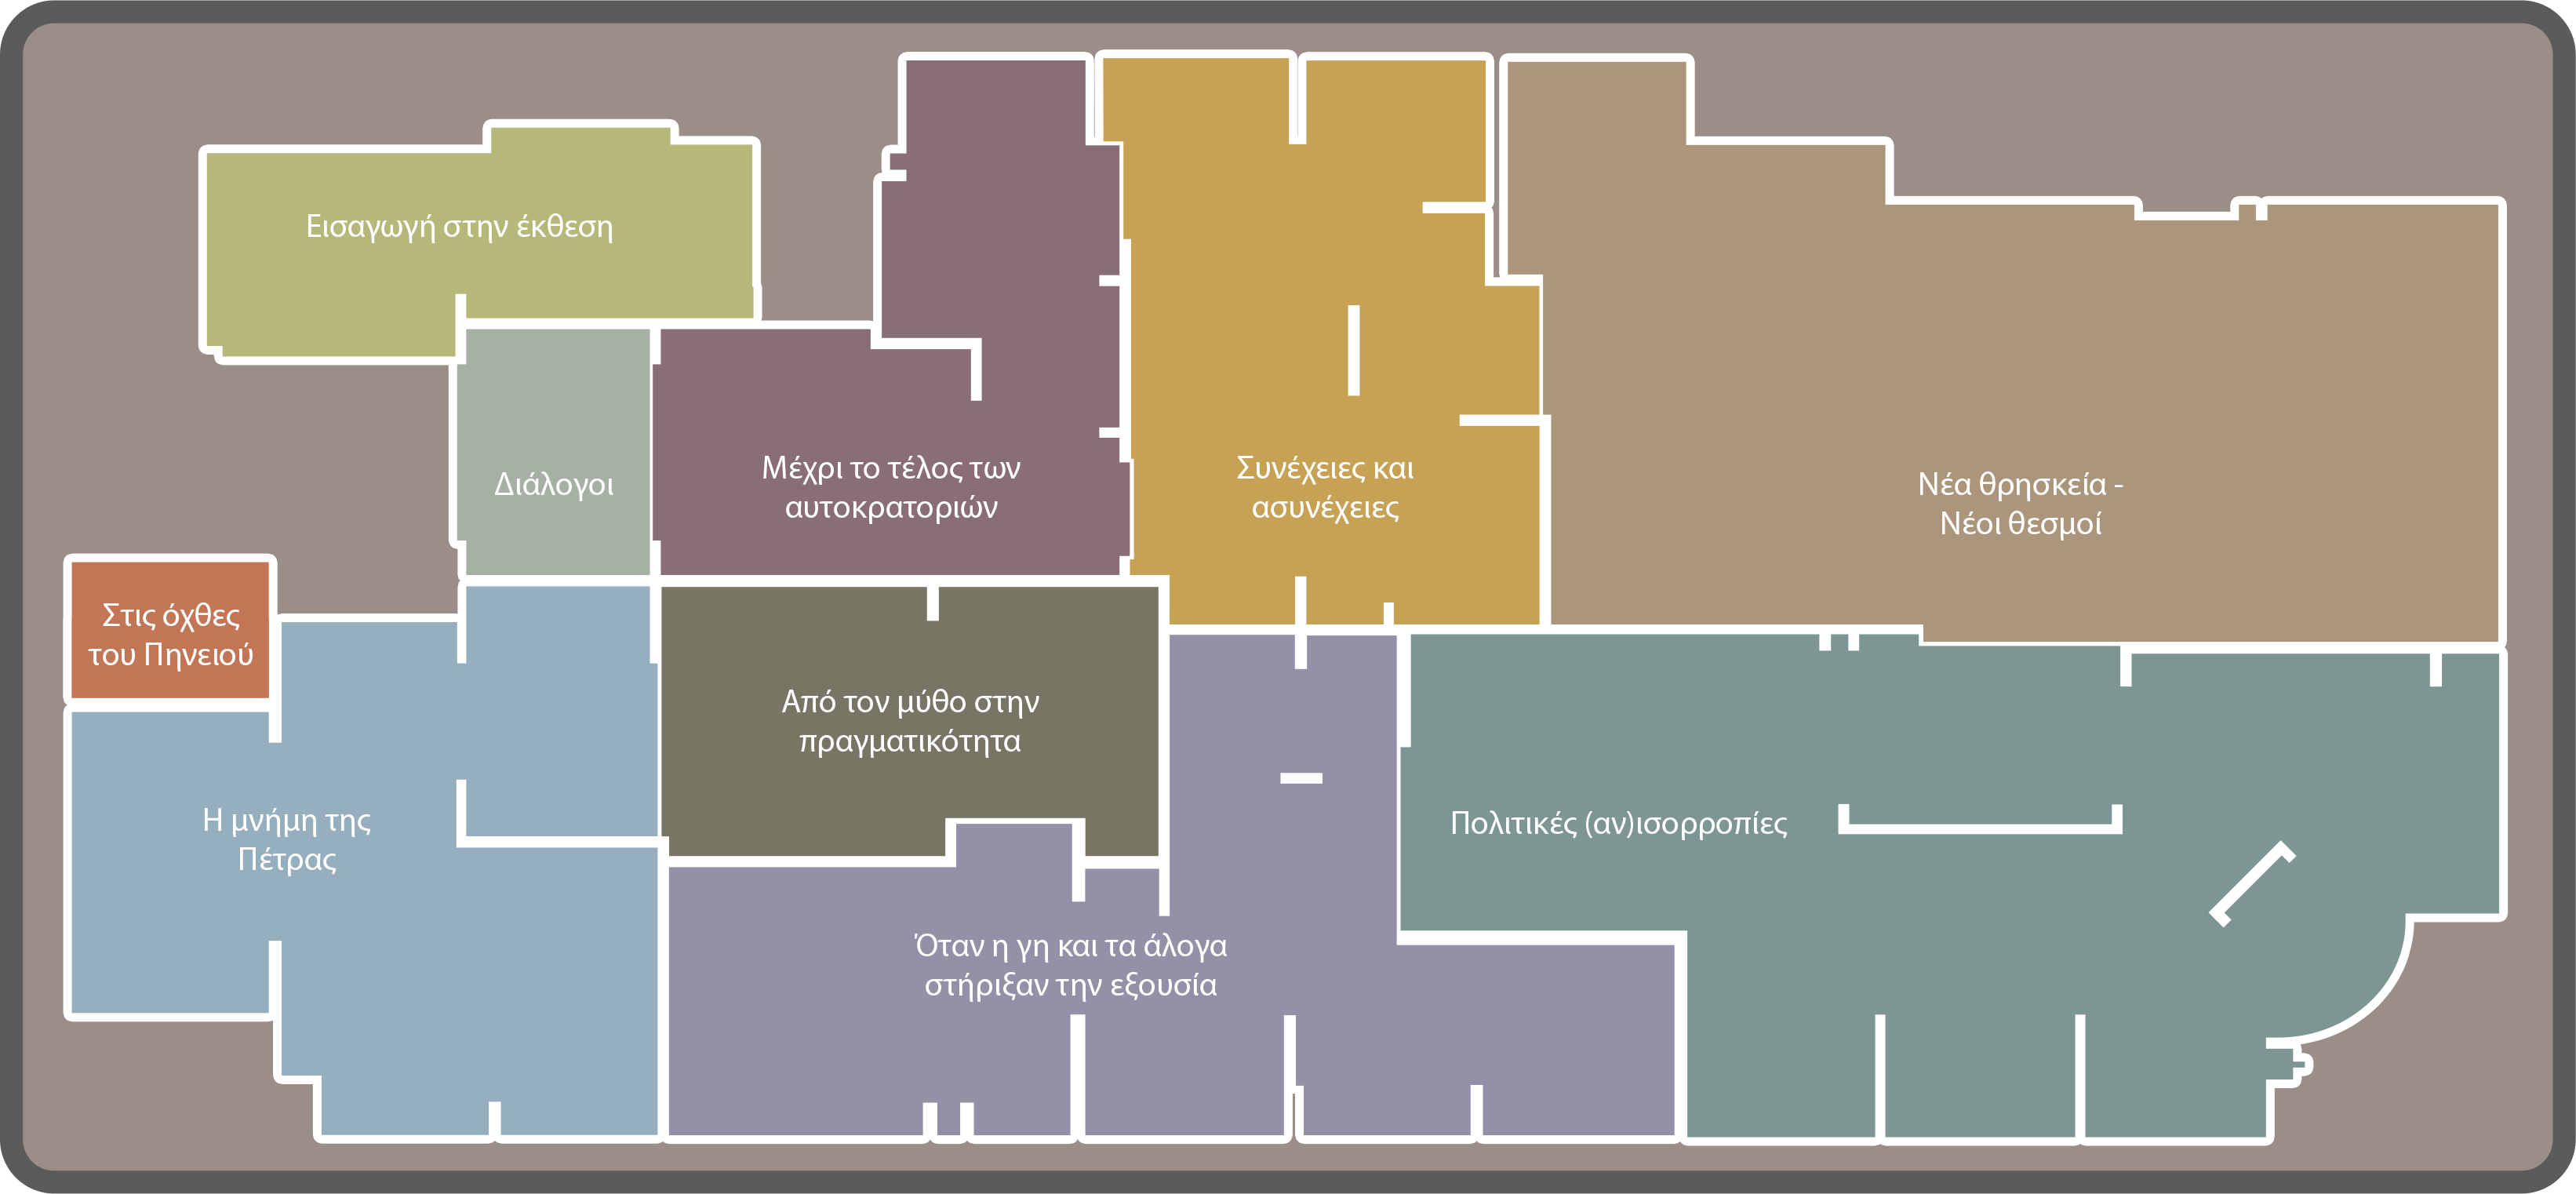 Εισαγωγή στην έκθεση
Διάλογοι
Μέχρι το τέλος των
αυτοκρατοριών
Συνέχειες και
ασυνέχειες
Νέα θρησκεία -
Νέοι θεσμοί
Στις όχθες
του Πηνειού
Η μνήμη της
Πέτρας
Από τον μύθο στην
πραγματικότητα
Όταν η γη και τα άλογα
στήριξαν την εξουσία
Πολιτικές (αν)ισορροπίες